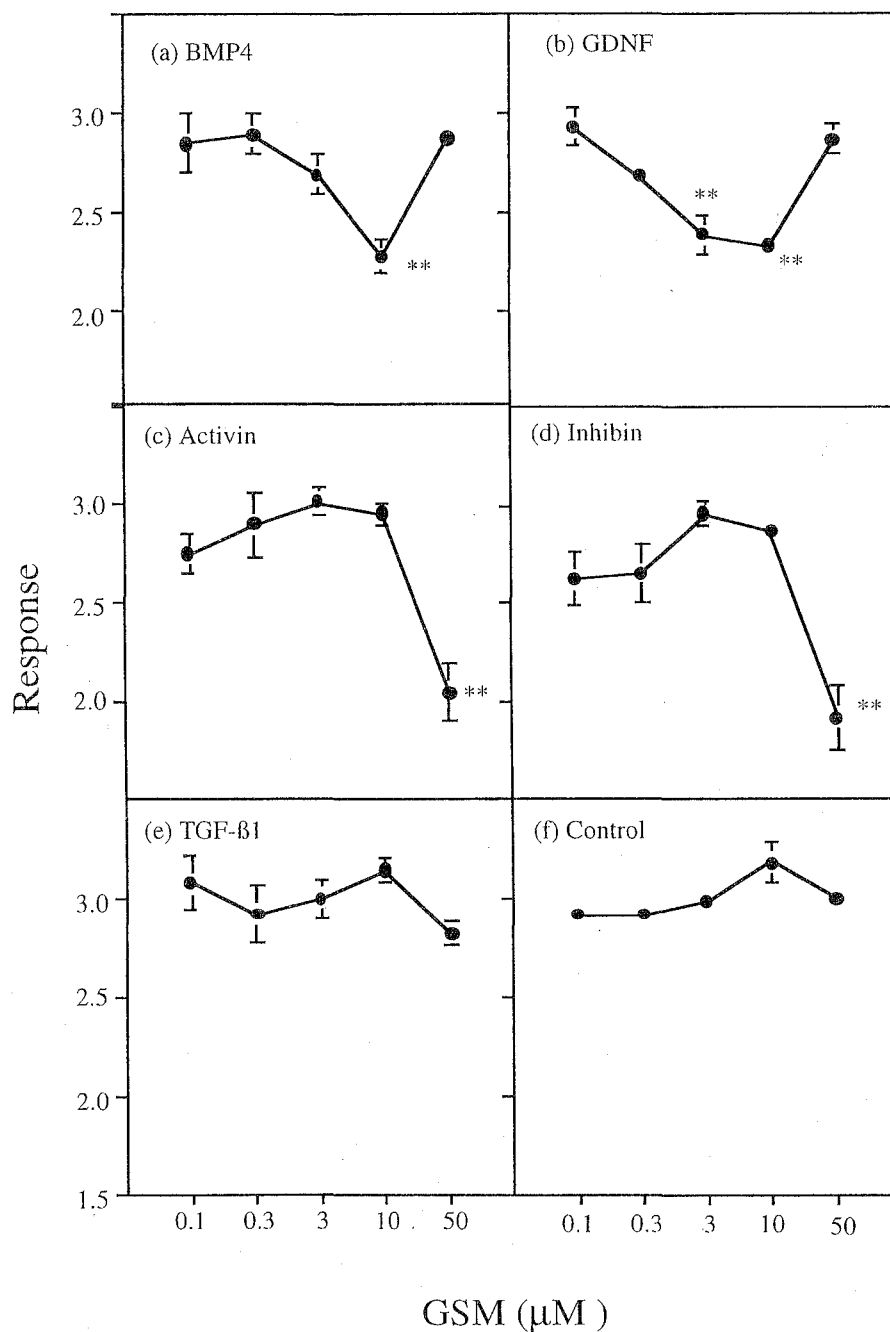 (a) BMP4
(b) GDNF
3.0
2.5
2.0
**
**
**
(c) Activin
(d) Inhibin
3.0
2.5
2.0
**
**
Response
(e) TGF-ß1
(f) Control
3.0
2.5
2.0
1.5
0.1 0.3 3 10 50
0.1 0.3 3 10 50
GSM (µM )